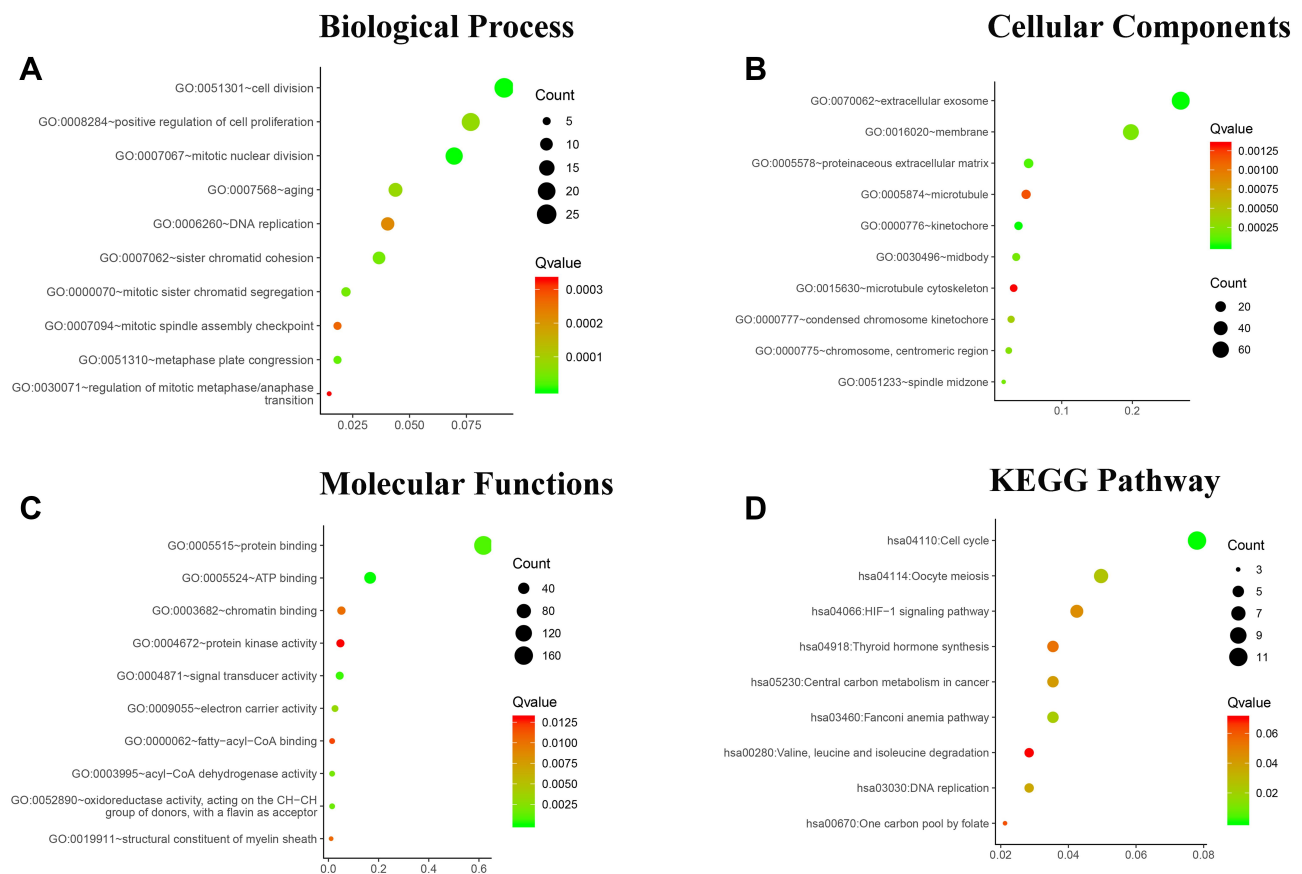 Biological Process
A
GO:0051301~cell division
GO:0008284~positive regulation of cell proliferation
GO:0007067~mitotic nuclear division
GO:0007568~aging
GO:0006260~DNA replication
GO:0007062~sister chromatid cohesion
GO:0000070~mitotic sister chromatid segregation
GO:0007094~mitotic spindle assembly checkpoint
GO:0051310~metaphase plate congression
GO:0030071~regulation of mitotic metaphase/anaphase
transition
0.025 0.050 0.075
Count
5
10
15
20
25
Qvalue
0.0003
0.0002
0.0001
Cellular Components
B
GO:0070062~extracellular exosome
GO:0016020~membrane
GO:0005578~proteinaceous extracellular matrix
GO:0005874~microtubule
GO:0000776~kinetochore
GO:0030496~midbody
GO:0015630~microtubule cytoskeleton
GO:0000777~condensed chromosome kinetochore
GO:0000775~chromosome, centromeric region
GO:0051233~spindle midzone
0.1 0.2
Qvalue
0.00125
0.00100
0.00075
0.00050
0.00025
Count
20
40
60
Molecular Functions
C
GO:0005515~protein binding
GO:0005524~ATP binding
GO:0003682~chromatin binding
GO:0004672~protein kinase activity
GO:0004871~signal transducer activity
GO:0009055~electron carrier activity
GO:0000062~fatty−acyl−CoA binding
GO:0003995~acyl−CoA dehydrogenase activity
GO:0052890~oxidoreductase activity, acting on the CH−CH
group of donors, with a flavin as acceptor
GO:0019911~structural constituent of myelin sheath
0.0 0.2 0.4 0.6
Count
40
80
120
160
Qvalue
0.0125
0.0100
0.0075
0.0050
0.0025
KEGG Pathway
D
hsa04110:Cell cycle
hsa04114:Oocyte meiosis
hsa04066:HIF−1 signaling pathway
hsa04918:Thyroid hormone synthesis
hsa05230:Central carbon metabolism in cancer
hsa03460:Fanconi anemia pathway
hsa00280:Valine, leucine and isoleucine degradation
hsa03030:DNA replication
hsa00670:One carbon pool by folate
0.02 0.04 0.06 0.08
Count
3
5
7
9
11
Qvalue
0.06
0.04
0.02